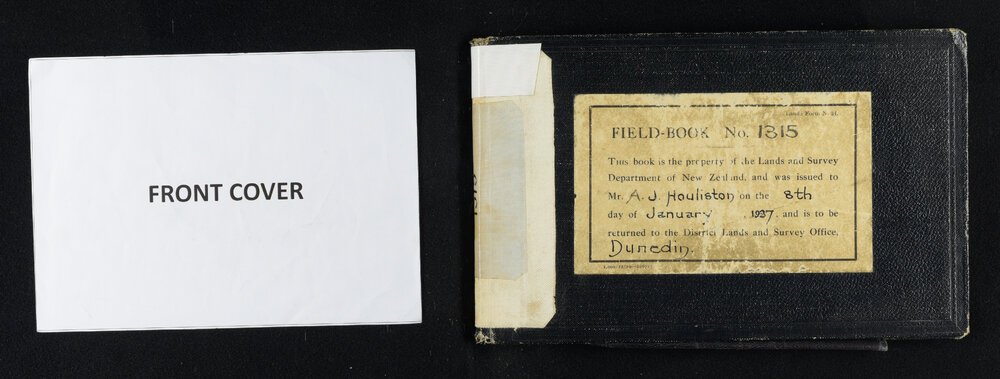 FRONT COVER
FIELD-BOOK No. 1315
This book is the property of the Lands and Survey
Department of New Zealand, and was issued to
Mr. A. J. Houliston on the 8th
day of January, 1937, and is to be
returned to the District Lands and Survey Office,
Dunedin.